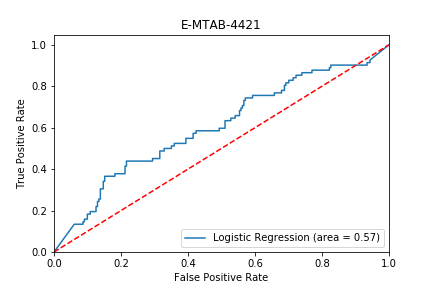 E-MTAB-4421
1.0
0.8
0.6
0.4
0.2
0.0
True Positive Rate
Logistic Regression (area = 0.57)
0.0 0.2 0.4 0.6 0.8 1.0
False Positive Rate